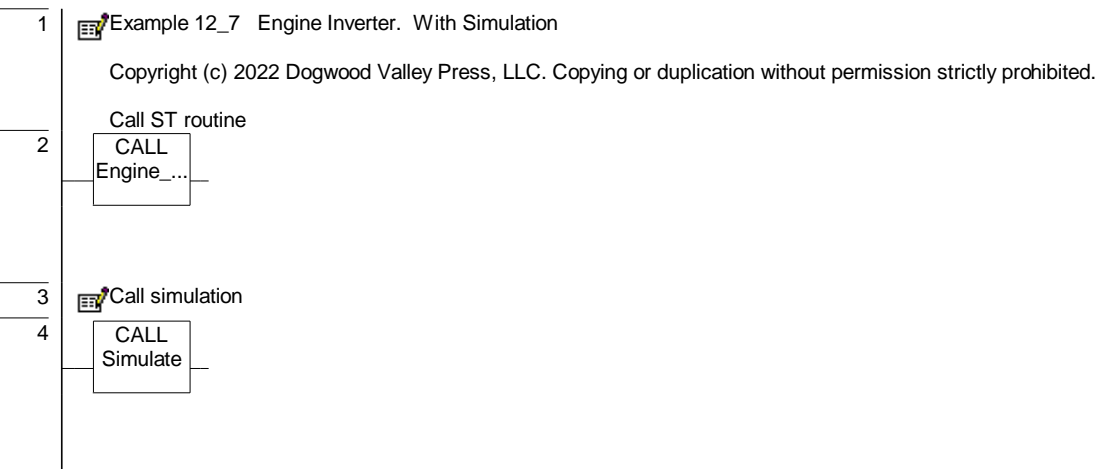 1 Example 12_7 Engine Inverter. With Simulation
Copyright (c) 2022 Dogwood Valley Press, LLC. Copying or duplication without permission strictly prohibited.
Call ST routine
2 CALL
Engine_...
3 Call simulation
4 CALL
Simulate